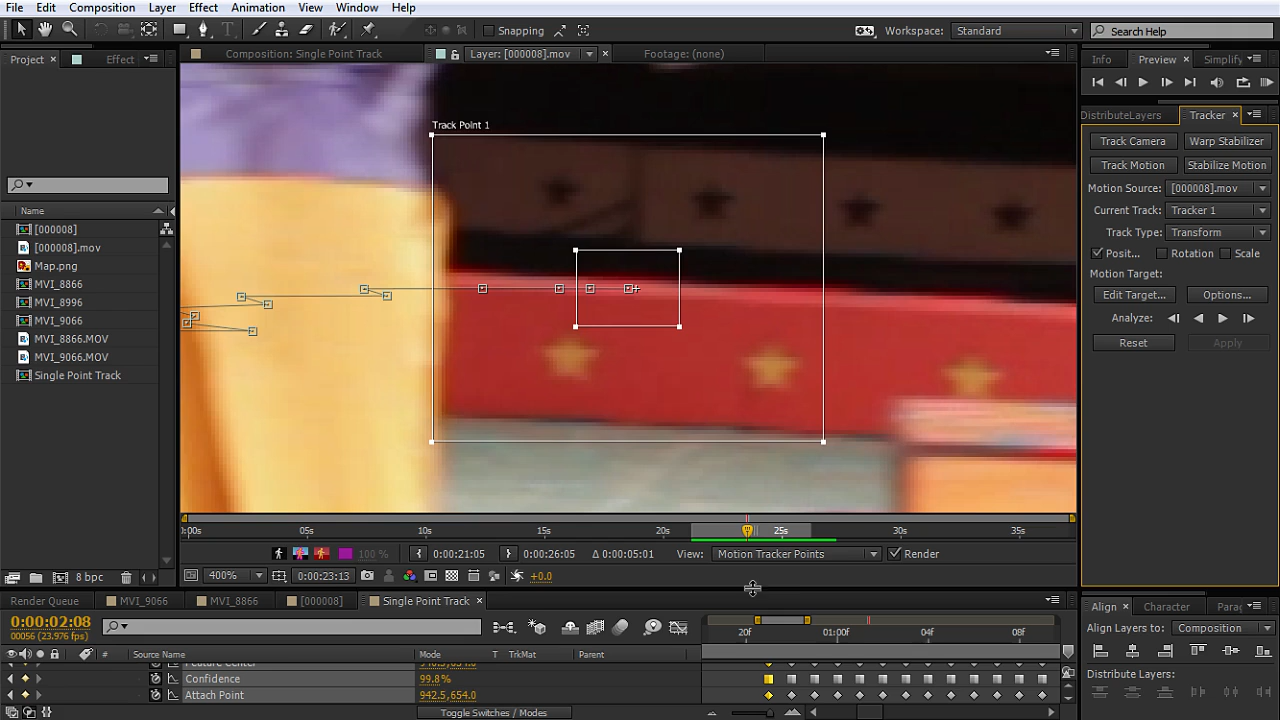 File Edit Composition Layer Effect Animation View Window Help
Snapping Workspace: Standard Search Help
Project Effect Composition: Single Point Track Layer: [000008].mov Footage: (none) Info Preview Simplify
DistributeLayers Tracker
Track Point 1
Track Camera Warp Stabilizer
Track Motion Stabilize Motion
Motion Source: [000008].mov
Current Track: Tracker 1
Track Type: Transform
Posit... Rotation Scale
Motion Target:
Edit Target... Options...
Analyze:
Reset Apply
Name
[000008]
[000008].mov
Map.png
MVI_8866
MVI_8996
MVI_9066
MVI_8866.MOV
MVI_9066.MOV
Single Point Track
:00s 05s 10s 15s 20s 25s 30s 35s
100 % 0:00:21:05 0:00:26:05 Δ 0:00:05:01 View: Motion Tracker Points Render
8 bpc 400% 0:00:23:13 +0.0
Render Queue MVI_9066 MVI_8866 [000008] Single Point Track
Align Character Parag
0:00:02:08
00056 (23.976 fps)
20f 01:00f 04f 08f
Align Layers to: Composition
# Source Name Mode T TrkMat Parent
Feature Center
Confidence 99.8%
Distribute Layers:
Attach Point 942.5,654.0
Toggle Switches / Modes